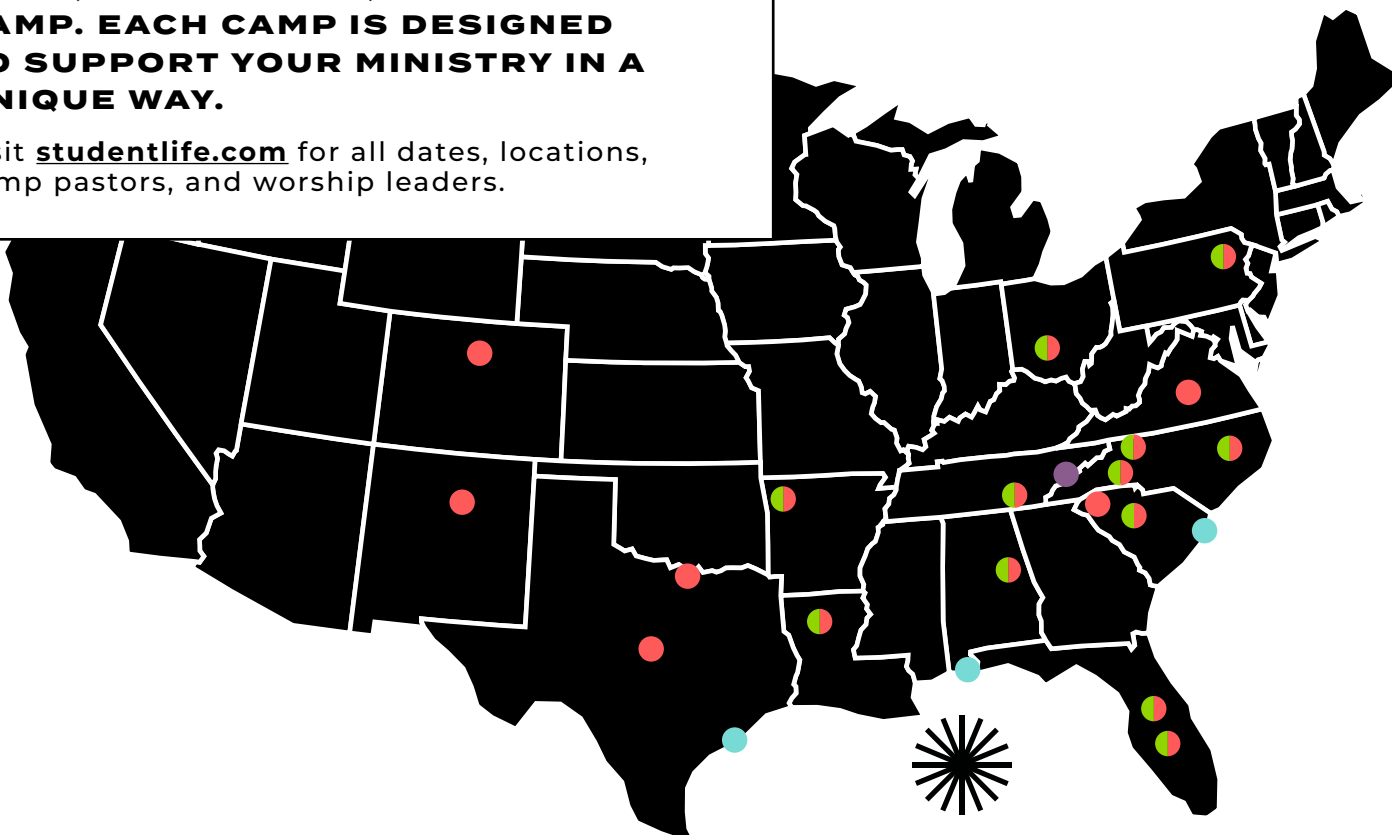 AMP. EACH CAMP IS DESIGNED
SUPPORT YOUR MINISTRY IN A
NIQUE WAY.
sit studentlife.com for all dates, locations,
mp pastors, and worship leaders.